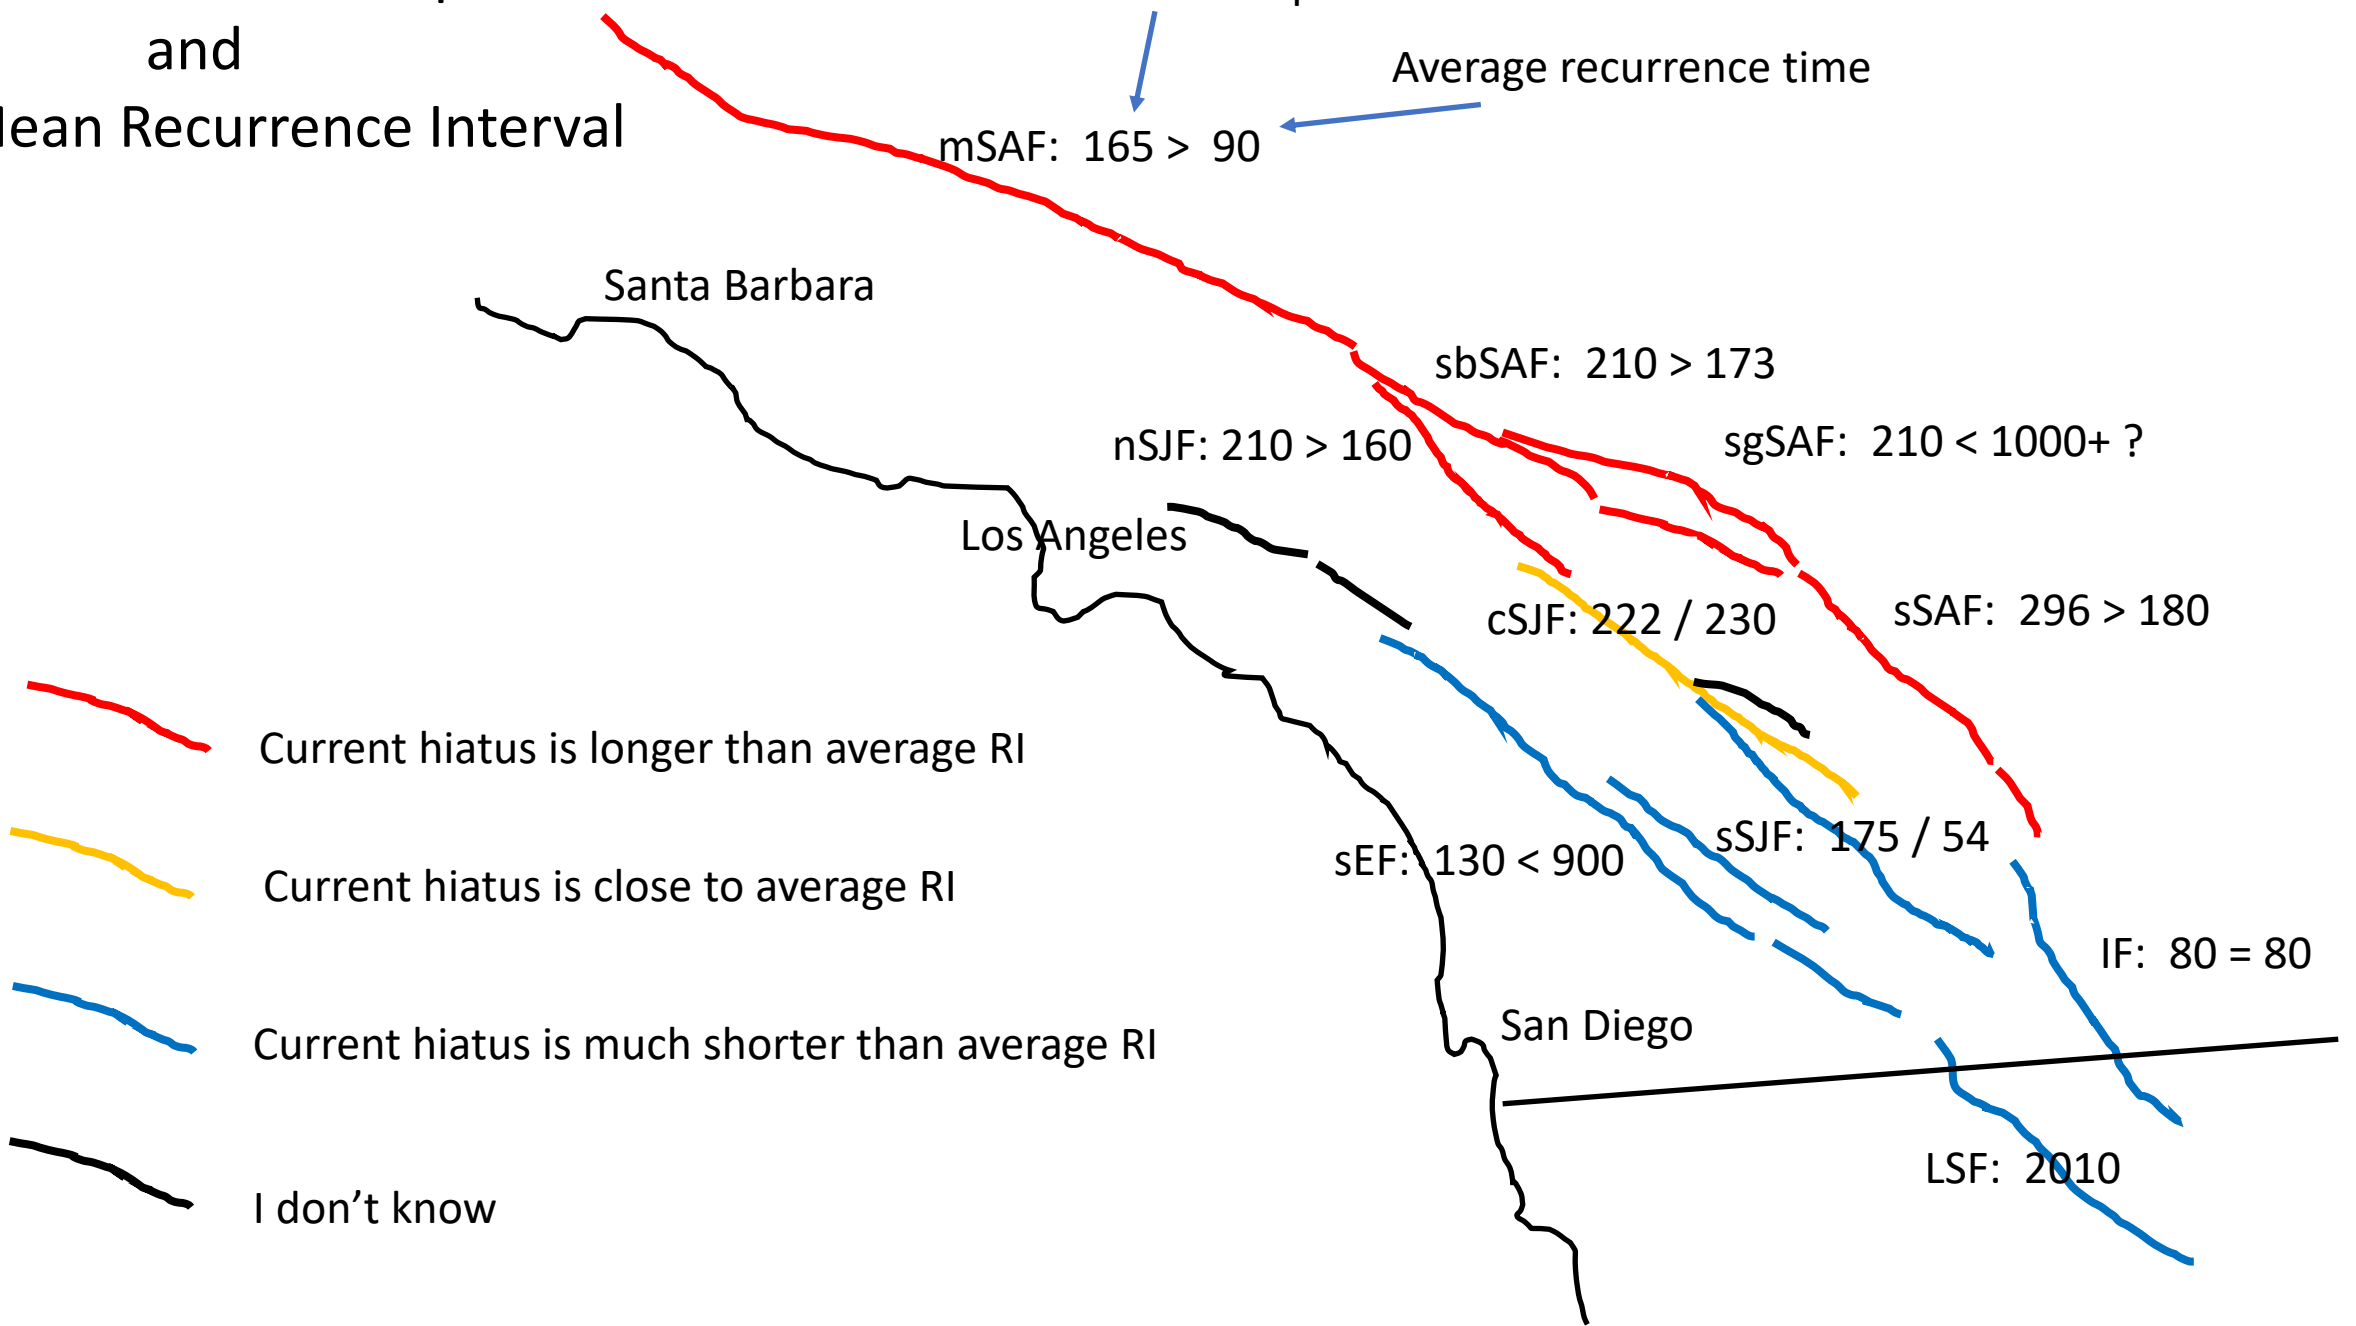 and
Mean Recurrence Interval
Average recurrence time
mSAF: 165 > 90
Santa Barbara
sbSAF: 210 > 173
nSJF: 210 > 160
sgSAF: 210 < 1000+ ?
Los Angeles
cSJF: 222 / 230
sSAF: 296 > 180
Current hiatus is longer than average RI
sSJF: 175 / 54
sEF: 130 < 900
Current hiatus is close to average RI
IF: 80 = 80
San Diego
Current hiatus is much shorter than average RI
LSF: 2010
I don’t know